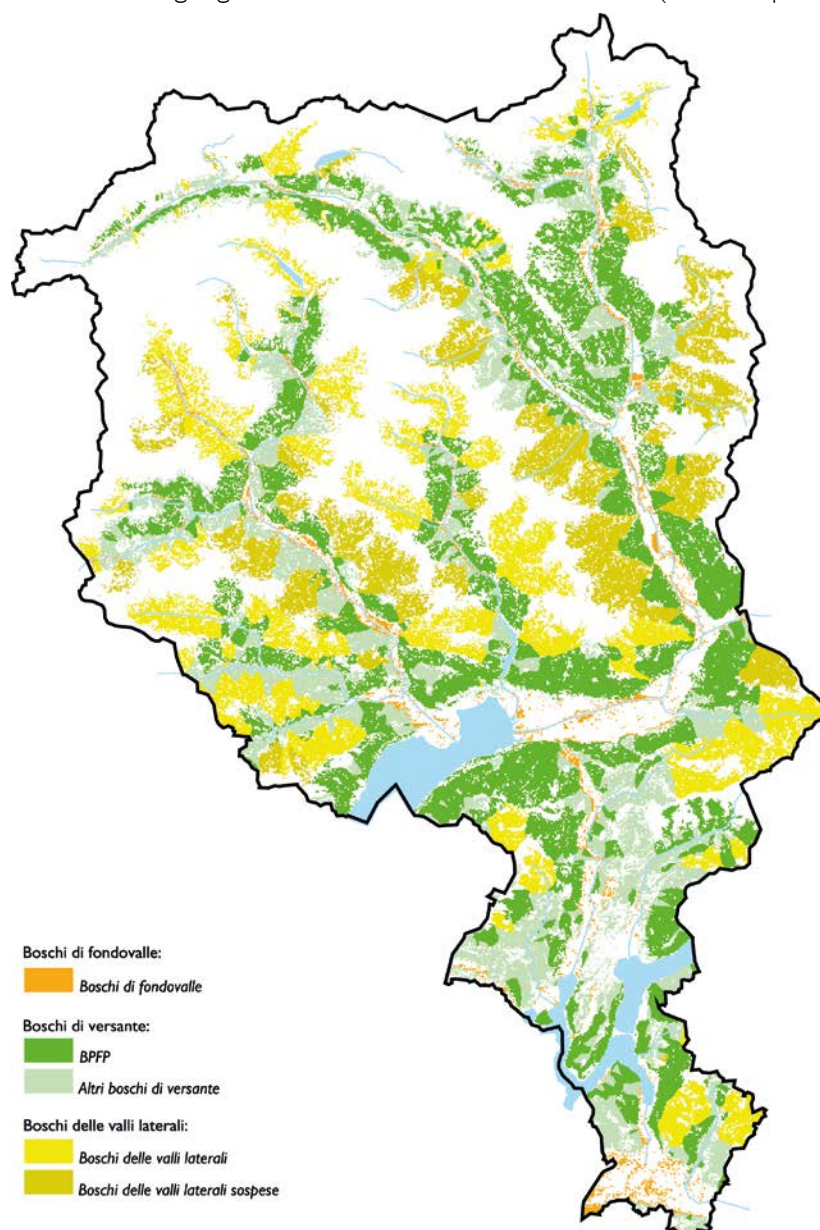 Boschi di fondovalle:
Boschi di fondovalle
Boschi di versante:
BPFP
Altri boschi di versante
Boschi delle valli laterali:
Boschi delle valli laterali
Boschi delle valli laterali sospese